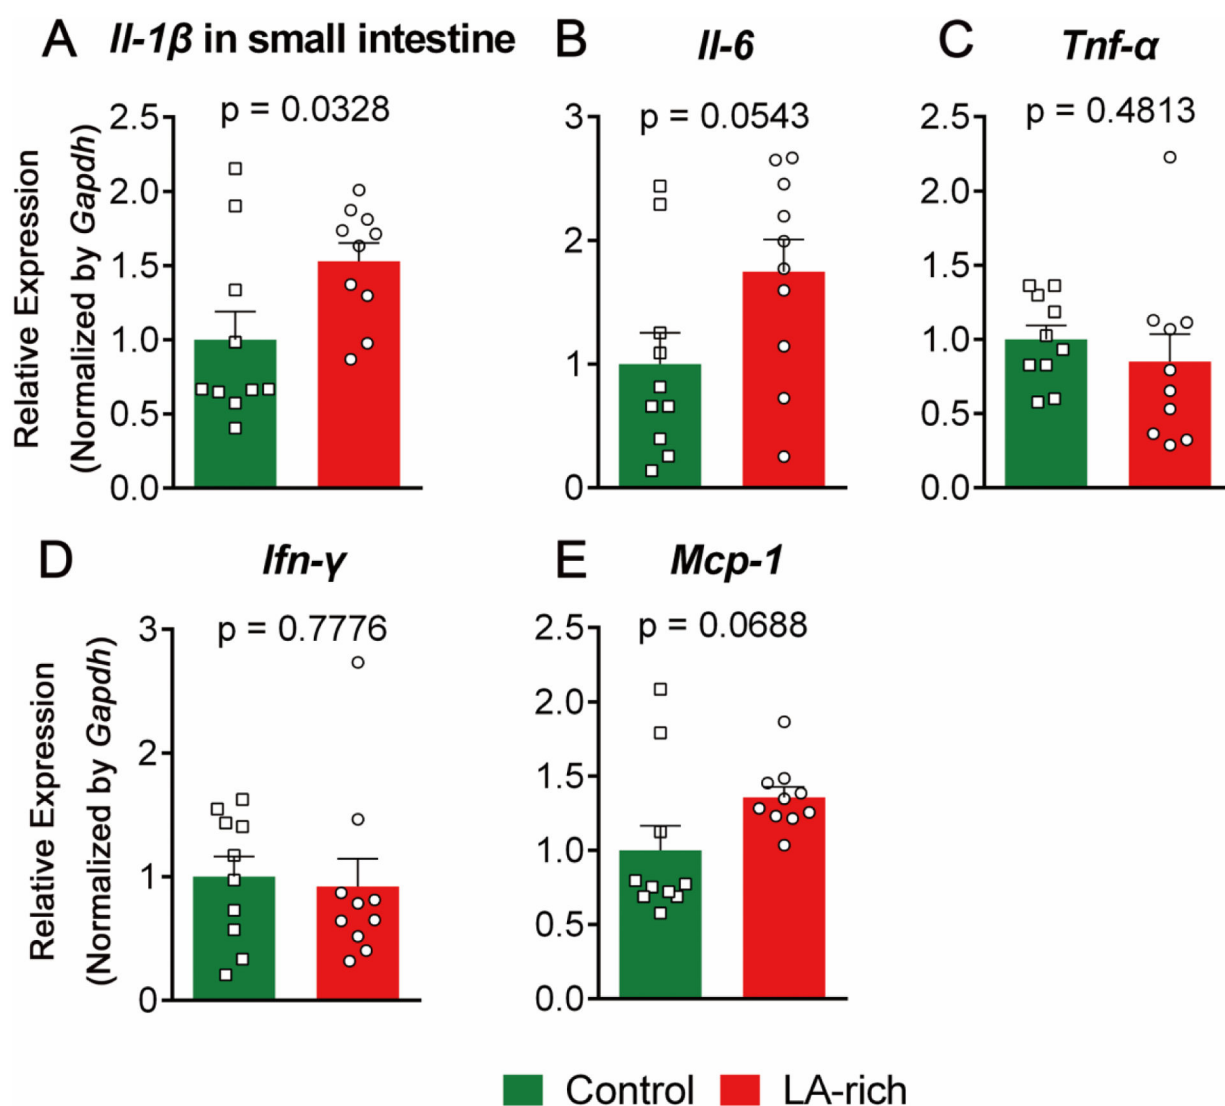 A Il-1β in small intestine
p = 0.0328
Relative Expression
(Normalized by Gapdh)
2.5
2.0
1.5
1.0
0.5
0.0
B Il-6
p = 0.0543
3
2
1
0
C Tnf-α
p = 0.4813
2.5
2.0
1.5
1.0
0.5
0.0
D Ifn-γ
p = 0.7776
Relative Expression
(Normalized by Gapdh)
3
2
1
0
E Mcp-1
p = 0.0688
2.5
2.0
1.5
1.0
0.5
0.0
Control LA-rich